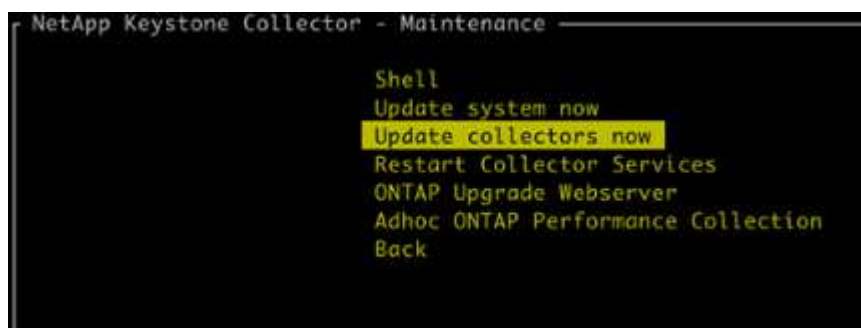 NetApp Keystone Collector - Maintenance
Shell
Update system now
Update collectors now
Restart Collector Services
ONTAP Upgrade Webserver
Adhoc ONTAP Performance Collection
Back